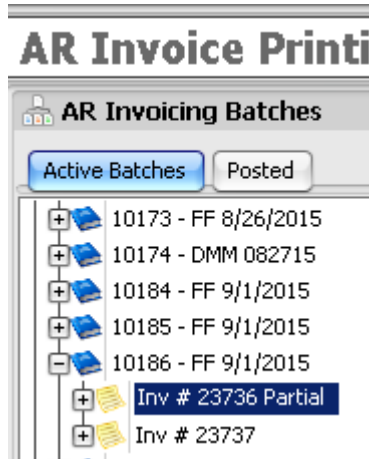 AR Invoice Printi
AR Invoicing Batches
Active Batches Posted
10173 - FF 8/26/2015
10174 - DMM 082715
10184 - FF 9/1/2015
10185 - FF 9/1/2015
10186 - FF 9/1/2015
Inv # 23736 Partial
Inv # 23737